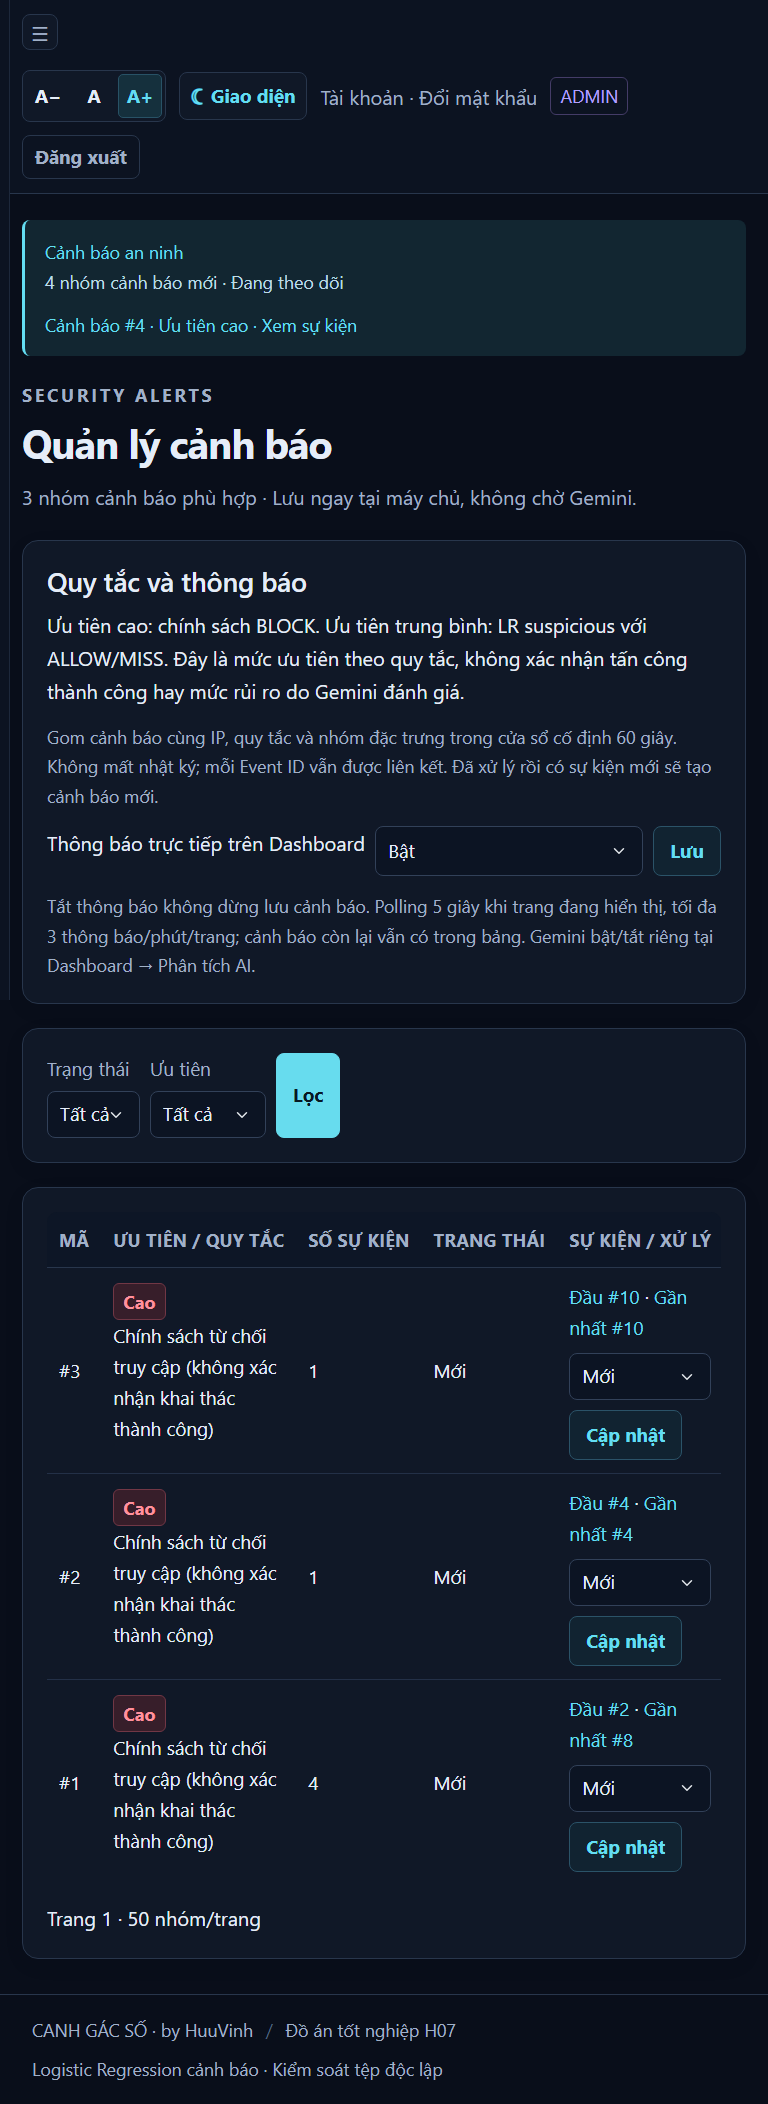 ☰
A− A A+ ☾ Giao diện Tài khoản · Đổi mật khẩu ADMIN
Đăng xuất
Cảnh báo an ninh
4 nhóm cảnh báo mới · Đang theo dõi
Cảnh báo #4 · Ưu tiên cao · Xem sự kiện
SECURITY ALERTS
Quản lý cảnh báo
3 nhóm cảnh báo phù hợp · Lưu ngay tại máy chủ, không chờ Gemini.
Quy tắc và thông báo
Ưu tiên cao: chính sách BLOCK. Ưu tiên trung bình: LR suspicious với
ALLOW/MISS. Đây là mức ưu tiên theo quy tắc, không xác nhận tấn công
thành công hay mức rủi ro do Gemini đánh giá.
Gom cảnh báo cùng IP, quy tắc và nhóm đặc trưng trong cửa sổ cố định 60 giây.
Không mất nhật ký; mỗi Event ID vẫn được liên kết. Đã xử lý rồi có sự kiện mới sẽ tạo
cảnh báo mới.
Thông báo trực tiếp trên Dashboard Bật Lưu
Tắt thông báo không dừng lưu cảnh báo. Polling 5 giây khi trang đang hiển thị, tối đa
3 thông báo/phút/trang; cảnh báo còn lại vẫn có trong bảng. Gemini bật/tắt riêng tại
Dashboard → Phân tích AI.
Trạng thái Ưu tiên
Tất cả Tất cả Lọc
MÃ ƯU TIÊN / QUY TẮC SỐ SỰ KIỆN TRẠNG THÁI SỰ KIỆN / XỬ LÝ
#3 Cao
Chính sách từ chối
truy cập (không xác
nhận khai thác
thành công)
1 Mới
Đầu #10 · Gần
nhất #10
Mới
Cập nhật
#2 Cao
Chính sách từ chối
truy cập (không xác
nhận khai thác
thành công)
1 Mới
Đầu #4 · Gần
nhất #4
Mới
Cập nhật
#1 Cao
Chính sách từ chối
truy cập (không xác
nhận khai thác
thành công)
4 Mới
Đầu #2 · Gần
nhất #8
Mới
Cập nhật
Trang 1 · 50 nhóm/trang
CANH GÁC SỐ · by HuuVinh / Đồ án tốt nghiệp H07
Logistic Regression cảnh báo · Kiểm soát tệp độc lập